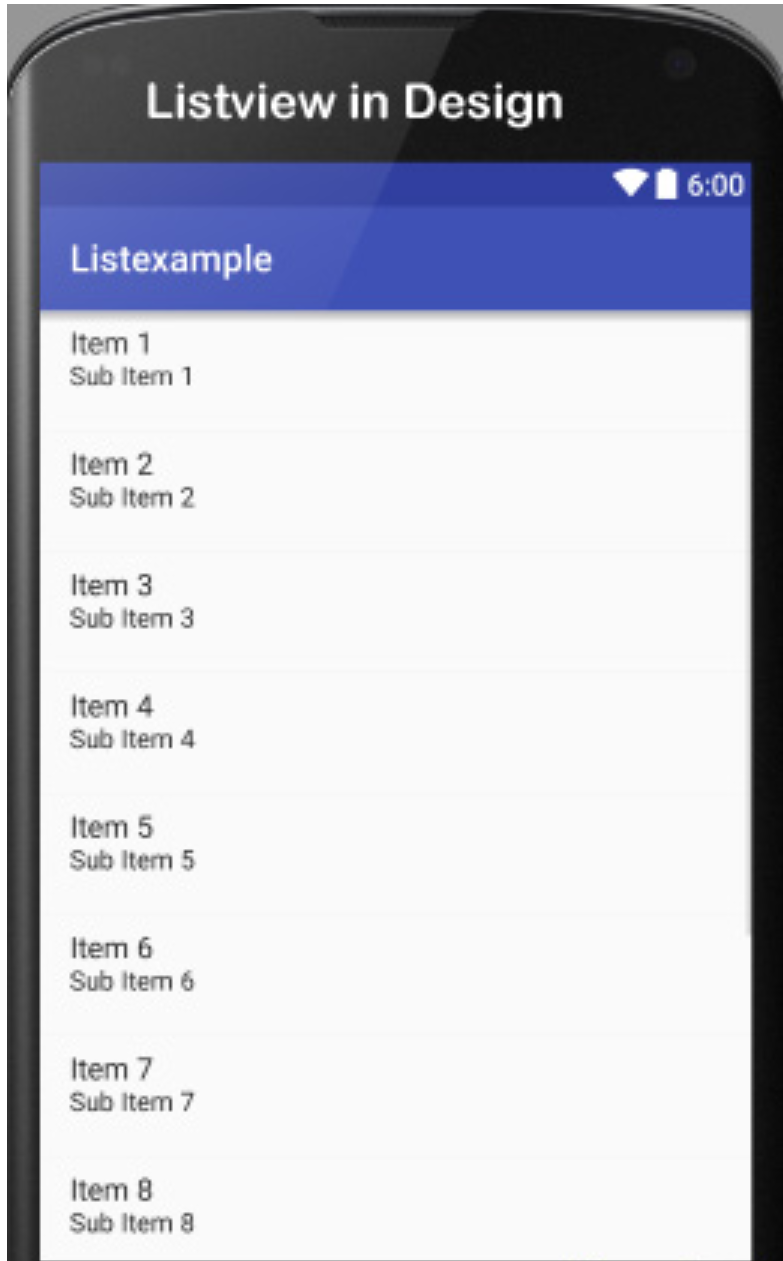 Listview in Design
6:00
Listexample
Item 1
Sub Item 1
Item 2
Sub Item 2
Item 3
Sub Item 3
Item 4
Sub Item 4
Item 5
Sub Item 5
Item 6
Sub Item 6
Item 7
Sub Item 7
Item 8
Sub Item 8